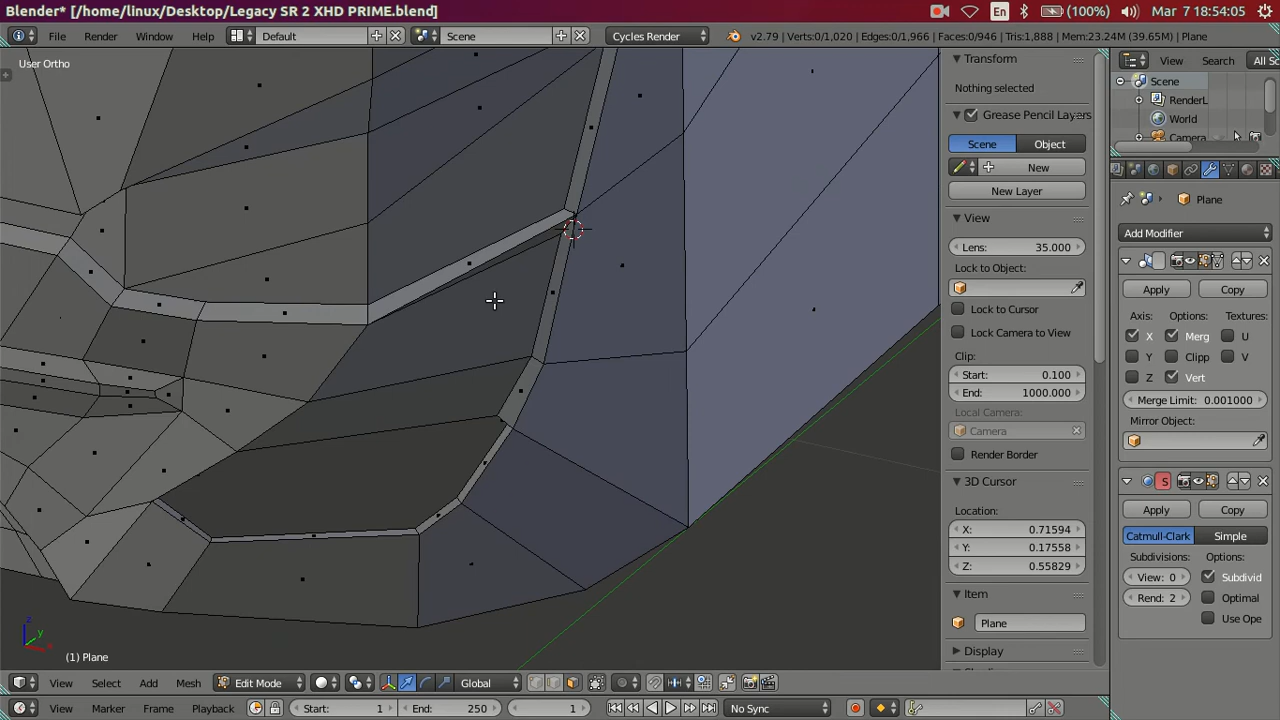 Blender* [/home/linux/Desktop/Legacy SR 2 XHD PRIME.blend] En (100%) Mar 7 18:54:05
File Render Window Help Default Scene Cycles Render v2.79 | Verts:0/1,020 | Edges:0/1,966 | Faces:0/946 | Tris:1,888 | Mem:23.24M (39.65M) | Plane
User Ortho
Transform
Nothing selected
Grease Pencil Layers
Scene Object
New
New Layer
View
Lens: 35.000
Lock to Object:
Lock to Cursor
Lock Camera to View
Clip:
Start: 0.100
End: 1000.000
Local Camera:
Camera
Render Border
3D Cursor
Location:
X: 0.71594
Y: 0.17558
Z: 0.55829
Item
Plane
Display
View Search All Sc
Scene
RenderL
World
Camera
Plane
Add Modifier
Apply Copy
Axis: Options: Textures:
X Merg U
Y Clipp V
Z Vert
Merge Limit: 0.001000
Mirror Object:
S
Apply Copy
Catmull-Clark Simple
Subdivisions: Options:
View: 0 Subdivid
Rend: 2 Optimal
Use Ope
z
y
x
(1) Plane
View Select Add Mesh Edit Mode Global
View Marker Frame Playback Start: 1 End: 250 1 No Sync